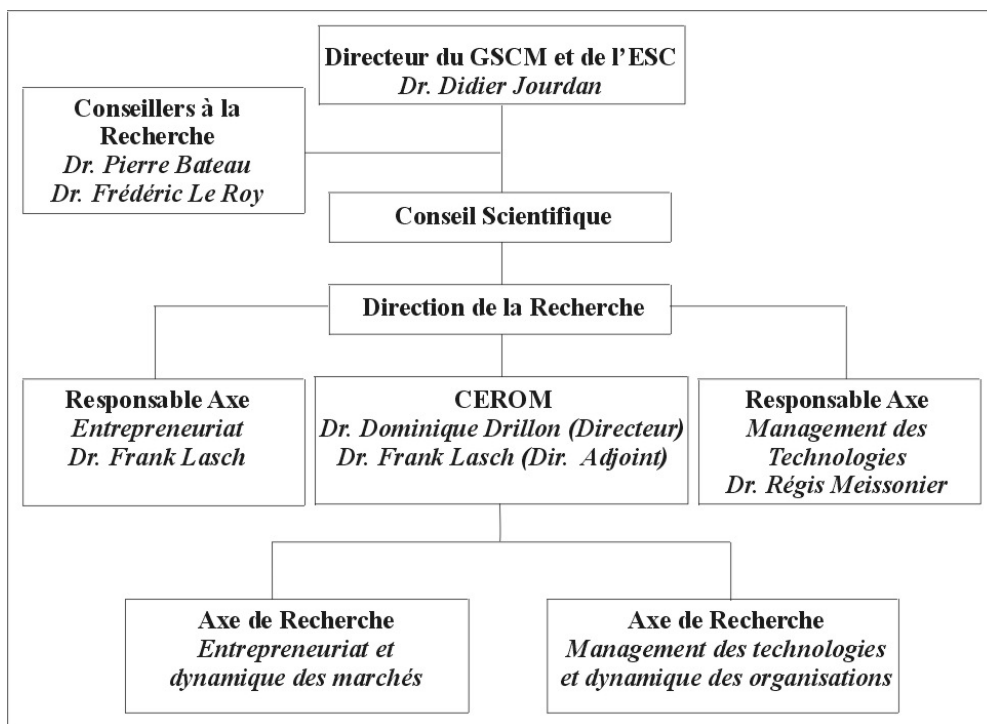 Directeur du GSCM et de l’ESC
Dr. Didier Jourdan
Conseillers à la
Recherche
Dr. Pierre Bateau
Dr. Frédéric Le Roy
Conseil Scientifique
Direction de la Recherche
Responsable Axe
Entrepreneuriat
Dr. Frank Lasch
CEROM
Dr. Dominique Drillon (Directeur)
Dr. Frank Lasch (Dir. Adjoint)
Responsable Axe
Management des
Technologies
Dr. Régis Meissonier
Axe de Recherche
Entrepreneuriat et
dynamique des marchés
Axe de Recherche
Management des technologies
et dynamique des organisations